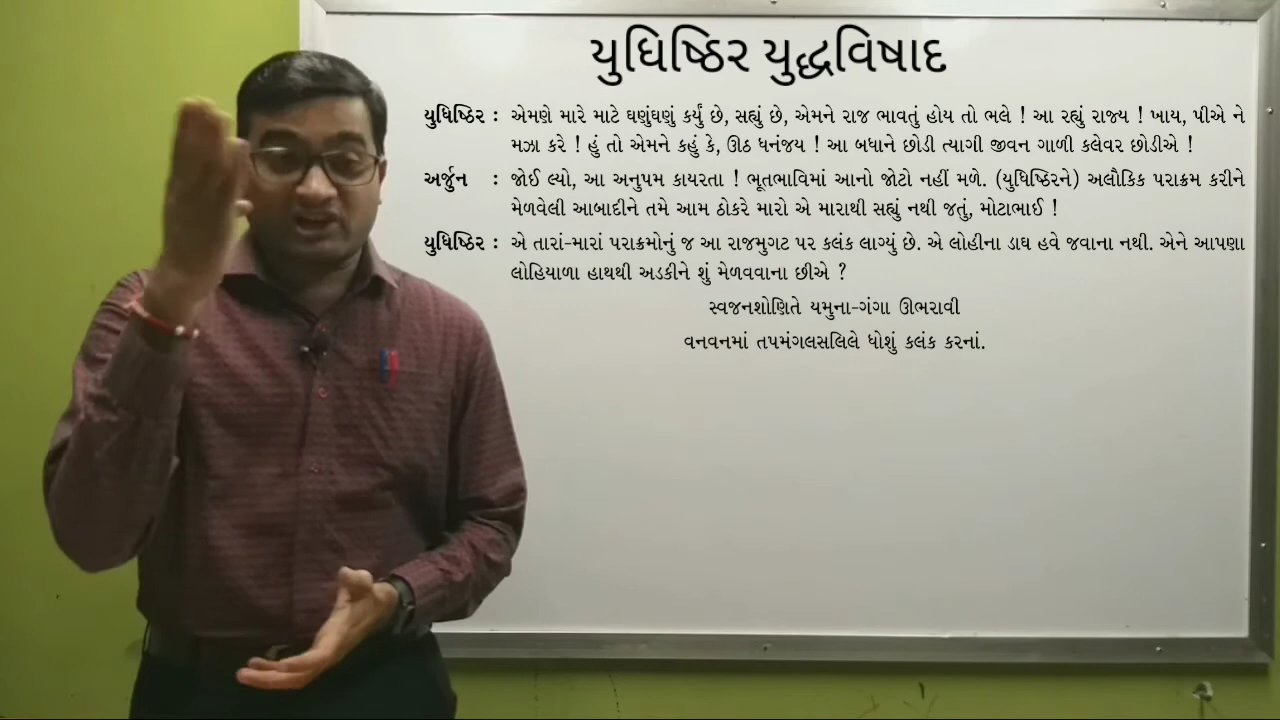 યુધિષ્ઠિર યુદ્ધવિષાદ
યુધિષ્ઠિર : એમણે મારે માટે ઘણુંઘણું કર્યું છે, સહ્યું છે, એમને રાજ ભાવતું હોય તો ભલે ! આ રહ્યું રાજ્ય ! ખાય, પીએ ને
મઝા કરે ! હું તો એમને કહું કે, ઊઠ ધનંજય ! આ બધાને છોડી ત્યાગી જીવન ગાળી કલેવર છોડીએ !
અર્જુન : જોઈ લ્યો, આ અનુપમ કાયરતા ! ભૂતભાવિમાં આનો જોટો નહીં મળે. (યુધિષ્ઠિરને) અલૌકિક પરાક્રમ કરીને
મેળવેલી આબાદીને તમે આમ ઠોકરે મારો એ મારાથી સહ્યું નથી જતું, મોટાભાઈ !
યુધિષ્ઠિર : એ તારાં-મારાં પરાક્રમોનું જ આ રાજમુગટ પર કલંક લાગ્યું છે. એ લોહીના ડાઘ હવે જવાના નથી. એને આપણા
લોહિયાળા હાથથી અડકીને શું મેળવવાના છીએ ?
સ્વજનશોણિતે યમુના-ગંગા ઊભરાવી
વનવનમાં તપમંગલસલિલે ધોશું કલંક કરનાં.